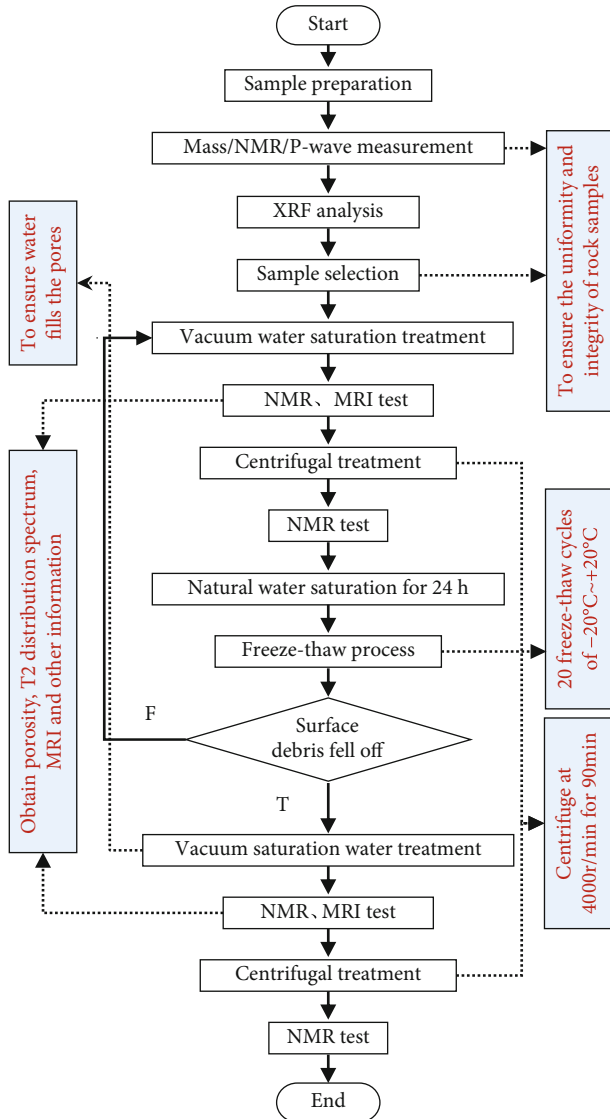 Start
Sample preparation
Mass/NMR/P-wave measurement
XRF analysis
Sample selection
To ensure the uniformity and
integrity of rock samples
To ensure water
fills the pores
Vacuum water saturation treatment
NMR、MRI test
Centrifugal treatment
NMR test
Natural water saturation for 24 h
Freeze-thaw process
20 freeze-thaw cycles
of −20°C~+20°C
Obtain porosity, T2 distribution spectrum,
MRI and other information
F
Surface
debris fell off
T
Centrifuge at
4000r/min for 90min
Vacuum saturation water treatment
NMR、MRI test
Centrifugal treatment
NMR test
End